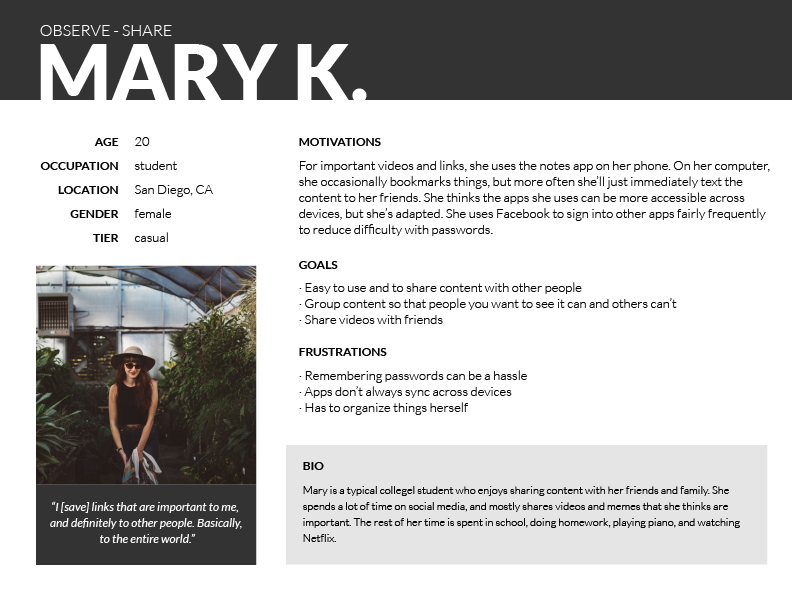 OBSERVE - SHARE
MARY K.
AGE 20
OCCUPATION student
LOCATION San Diego, CA
GENDER female
TIER casual
“I [save] links that are important to me,
and definitely to other people. Basically,
to the entire world.”
MOTIVATIONS
For important videos and links, she uses the notes app on her phone. On her computer,
she occasionally bookmarks things, but more often she’ll just immediately text the
content to her friends. She thinks the apps she uses can be more accessible across
devices, but she’s adapted. She uses Facebook to sign into other apps fairly frequently
to reduce difficulty with passwords.
GOALS
· Easy to use and to share content with other people
· Group content so that people you want to see it can and others can’t
· Share videos with friends
FRUSTRATIONS
· Remembering passwords can be a hassle
· Apps don’t always sync across devices
· Has to organize things herself
BIO
Mary is a typical collegel student who enjoys sharing content with her friends and family. She
spends a lot of time on social media, and mostly shares videos and memes that she thinks are
important. The rest of her time is spent in school, doing homework, playing piano, and watching
Netflix.